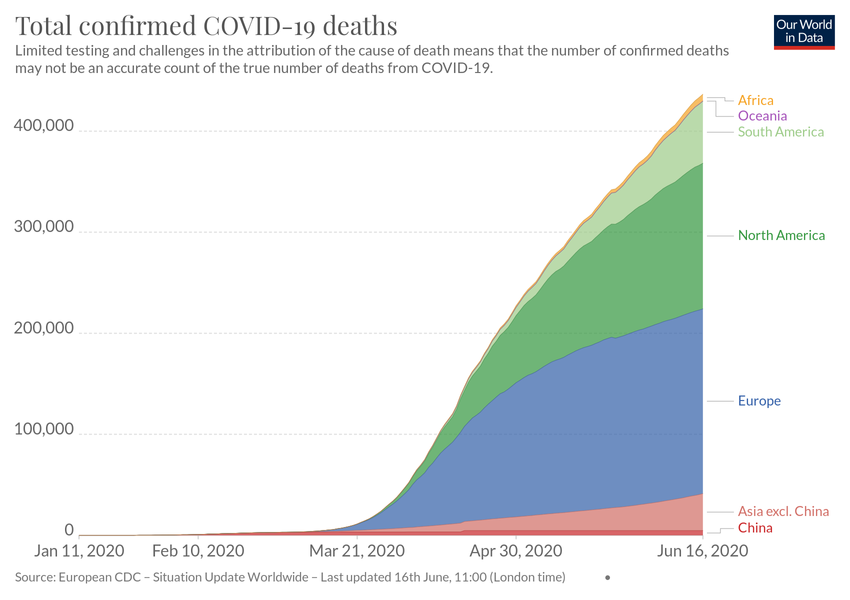 Total confirmed COVID-19 deaths
Our World
in Data
Limited testing and challenges in the attribution of the cause of death means that the number of confirmed deaths
may not be an accurate count of the true number of deaths from COVID-19.
400,000
300,000
200,000
100,000
0
Africa
Oceania
South America
North America
Europe
Asia excl. China
China
Jan 11, 2020
Feb 10, 2020
Mar 21, 2020
Apr 30, 2020
Jun 16, 2020
Source: European CDC – Situation Update Worldwide – Last updated 16th June, 11:00 (London time)